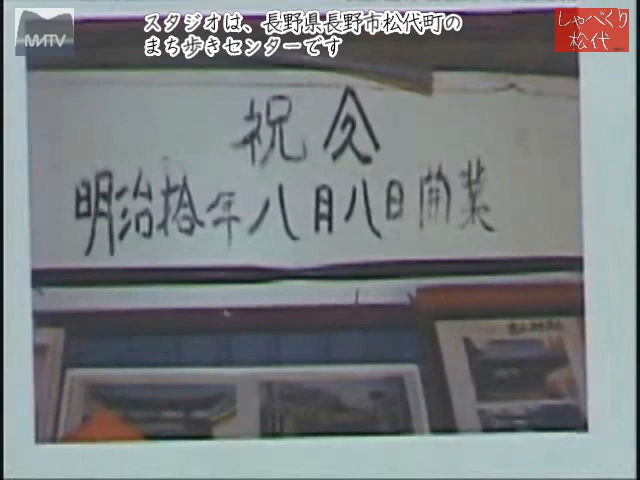 MATV
スタジオは、長野県長野市松代町の
まち歩きセンターです
しゃべくり
松代
祝 久
明治拾年八月八日開業